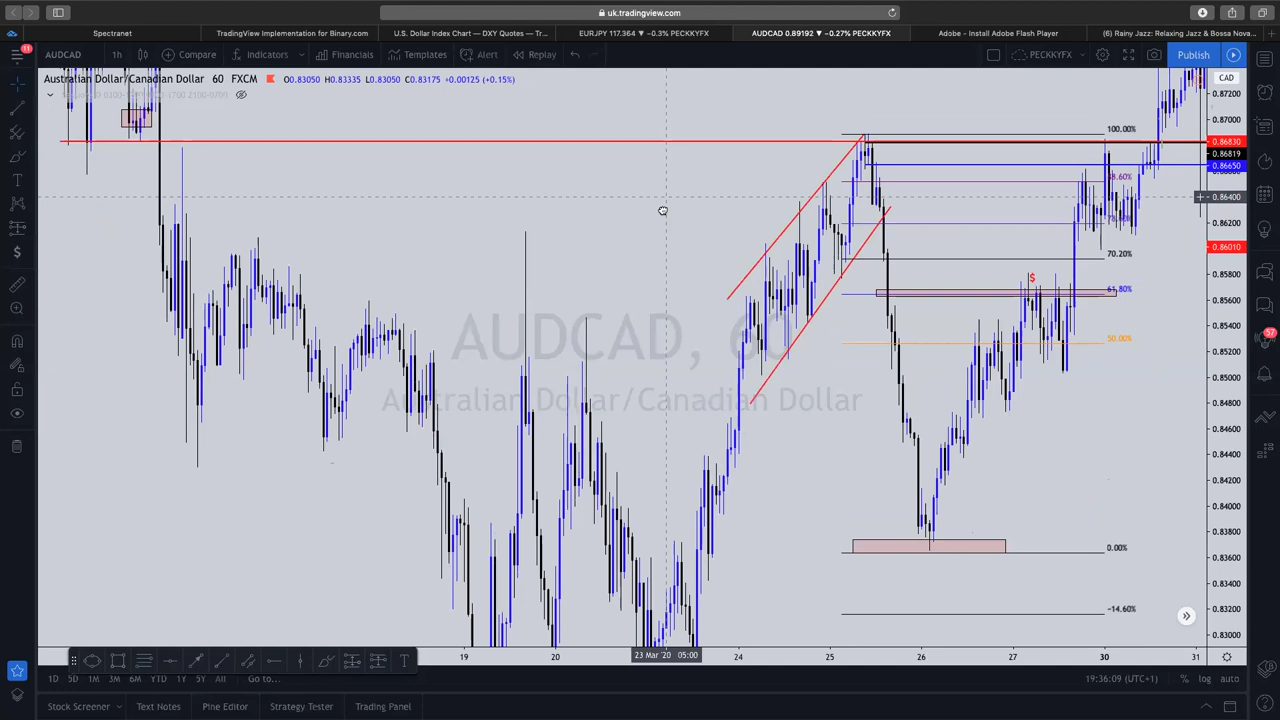 uk.tradingview.com
Spectranet
TradingView Implementation for Binary.com
U.S. Dollar Index Chart — DXY Quotes — Tr...
EURJPY 117.364 ▼ −0.3% PECKKYFX
AUDCAD 0.89192 ▼ −0.27% PECKKYFX
Adobe - Install Adobe Flash Player
(6) Rainy Jazz: Relaxing Jazz & Bossa Nova...
11
AUDCAD
1h
Compare
Indicators
Financials
Templates
Alert
Replay
PECKKYFX
Publish
Australian Dollar/Canadian Dollar 60 FXCM
O0.83050 H0.83335 L0.83050 C0.83175 +0.00125 (+0.15%)
CAD
0.87200
0.87000
0.86830
0.86819
0.86650
0.86400
0.86200
0.86010
0.85800
0.85600
0.85400
0.85200
0.85000
0.84800
0.84600
0.84400
0.84200
0.84000
0.83800
0.83600
0.83400
0.83200
0.83000
57
100.00%
70.20%
$
61.80%
50.00%
0.00%
−14.60%
AUDCAD, 60
Australian Dollar/Canadian Dollar
19
20
23 Mar '20 05:00
24
25
26
27
30
31
1D
5D
1M
3M
6M
YTD
1Y
5Y
All
Go to...
19:36:09 (UTC+1)
%
log
auto
Stock Screener
Text Notes
Pine Editor
Strategy Tester
Trading Panel